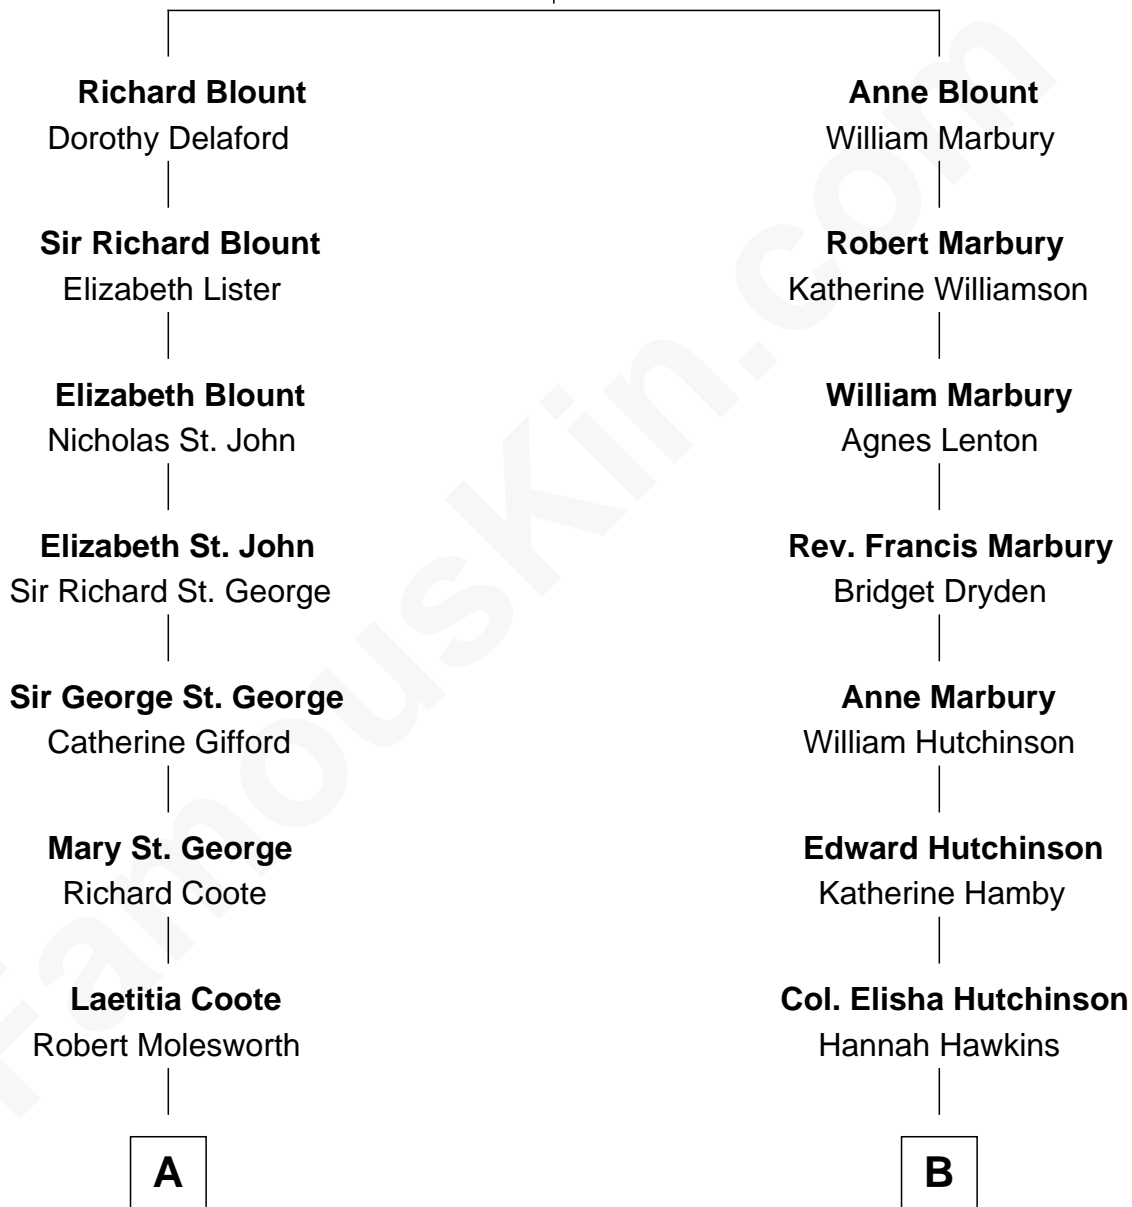 Richard Blount
Dorothy Delaford
Sir Richard Blount
Elizabeth Lister
Elizabeth Blount
Nicholas St. John
Elizabeth St. John
Sir Richard St. George
Sir George St. George
Catherine Gifford
Mary St. George
Richard Coote
Laetitia Coote
Robert Molesworth
A
Anne Blount
William Marbury
Robert Marbury
Katherine Williamson
William Marbury
Agnes Lenton
Rev. Francis Marbury
Bridget Dryden
Anne Marbury
William Hutchinson
Edward Hutchinson
Katherine Hamby
Col. Elisha Hutchinson
Hannah Hawkins
B
FamousKin.com